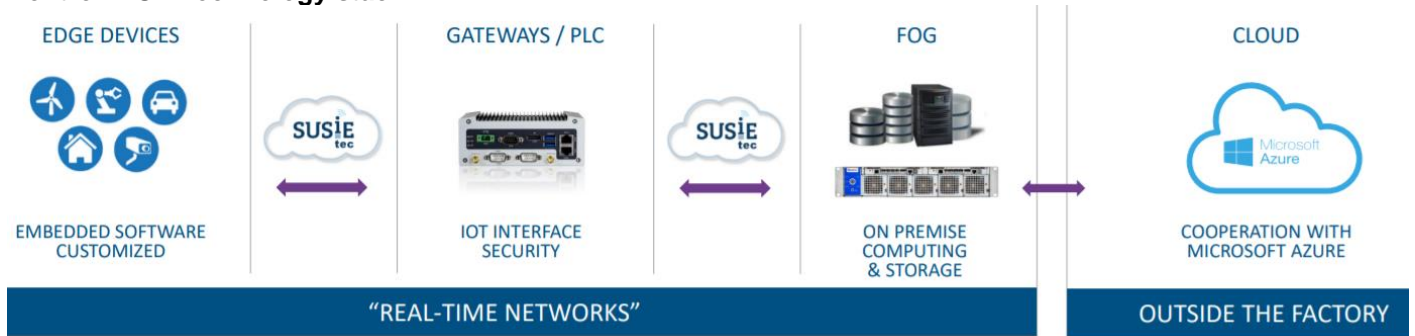 EDGE DEVICES
GATEWAYS / PLC
FOG
CLOUD
SUSiE
tec
SUSiE
tec
Microsoft
Azure
EMBEDDED SOFTWARE
CUSTOMIZED
IOT INTERFACE
SECURITY
ON PREMISE
COMPUTING
& STORAGE
COOPERATION WITH
MICROSOFT AZURE
“REAL-TIME NETWORKS”
OUTSIDE THE FACTORY